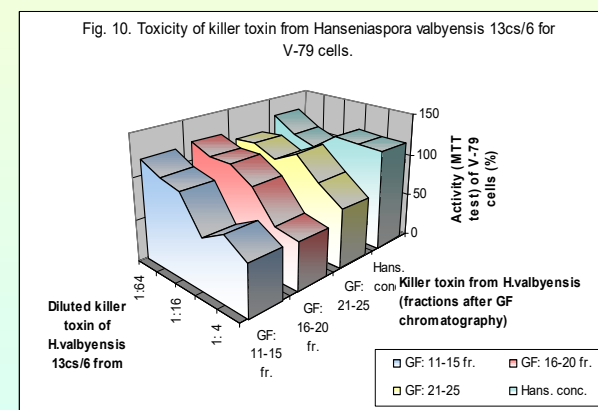 Fig. 10. Toxicity of killer toxin from Hanseniaspora valbyensis 13cs/6 for
V-79 cells.
150
100
50
0
Activity (MTT
test) of V-79
cells (%)
1:64
1:16
1: 4
Diluted killer
toxin of
H.valbyensis
13cs/6 from
GF:
11-15
fr.
GF:
16-20
fr.
GF:
21-25
Hans.
conc
Killer toxin from H.valbyensis
(fractions after GF
chromatography)
GF: 11-15 fr.
GF: 16-20 fr.
GF: 21-25
Hans. conc.